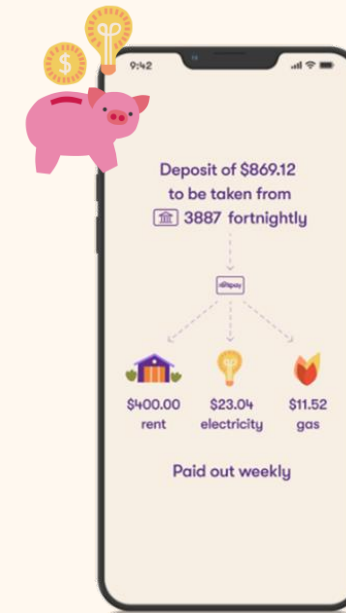 9:42
Deposit of $869.12
to be taken from
3887 fortnightly
$400.00
rent
$23.04
electricity
$11.52
gas
Paid out weekly